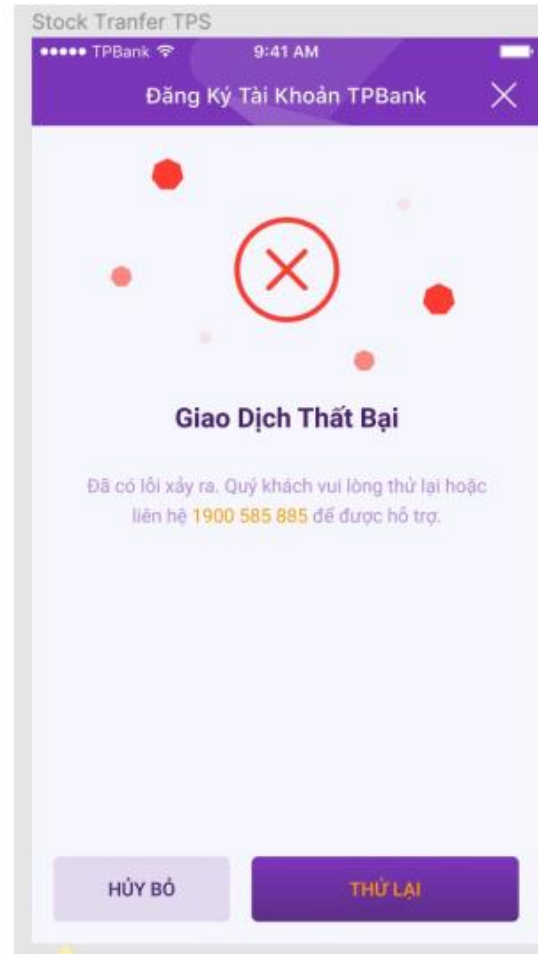 Stock Tranfer TPS
TPBank 9:41 AM
Đăng Ký Tài Khoản TPBank
Giao Dịch Thất Bại
Đã có lỗi xảy ra. Quý khách vui lòng thử lại hoặc
liên hệ 1900 585 885 để được hỗ trợ.
HỦY BỎ
THỬ LẠI